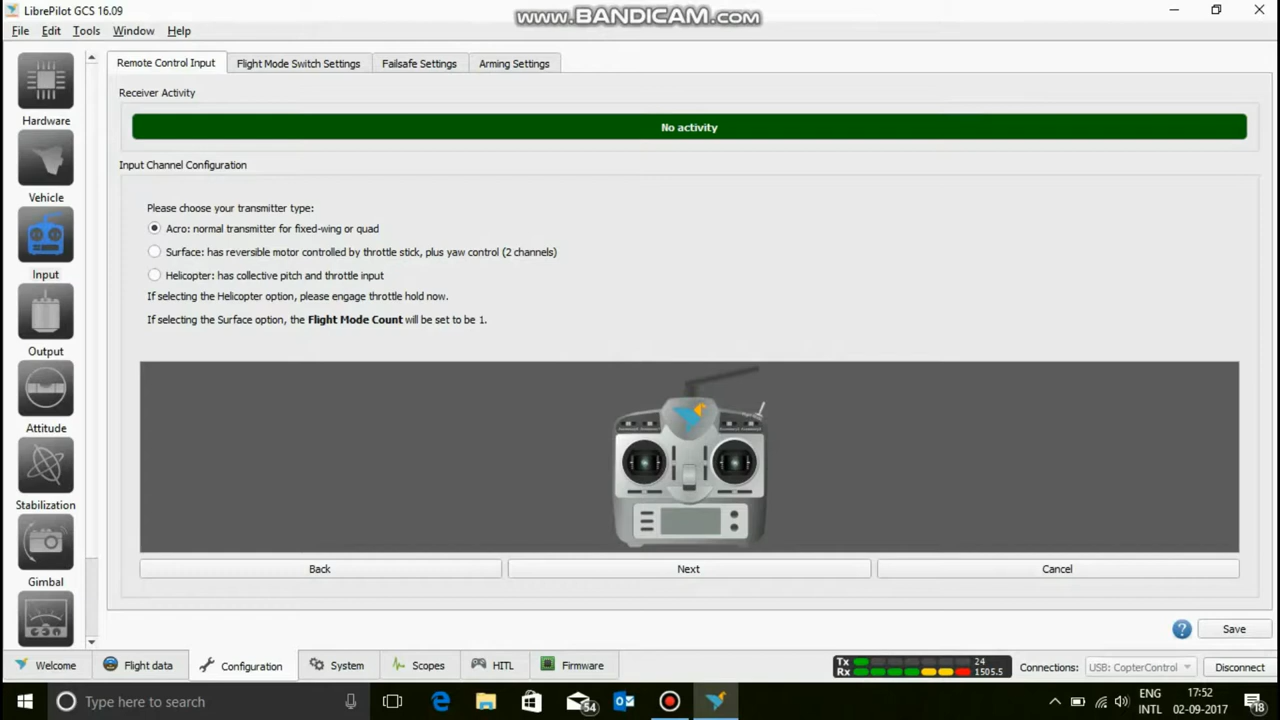 LibrePilot GCS 16.09
www.BANDICAM.com
File Edit Tools Window Help
Remote Control Input Flight Mode Switch Settings Failsafe Settings Arming Settings
Receiver Activity
No activity
Input Channel Configuration
Please choose your transmitter type:
Acro: normal transmitter for fixed-wing or quad
Surface: has reversible motor controlled by throttle stick, plus yaw control (2 channels)
Helicopter: has collective pitch and throttle input
If selecting the Helicopter option, please engage throttle hold now.
If selecting the Surface option, the Flight Mode Count will be set to be 1.
Hardware
Vehicle
Input
Output
Attitude
Stabilization
Gimbal
Back Next Cancel
Save
Welcome Flight data Configuration System Scopes HITL Firmware
Tx 24
Rx 1505.5
Connections: USB: CopterControl Disconnect
Type here to search
54
ENG
INTL
17:52
02-09-2017
18